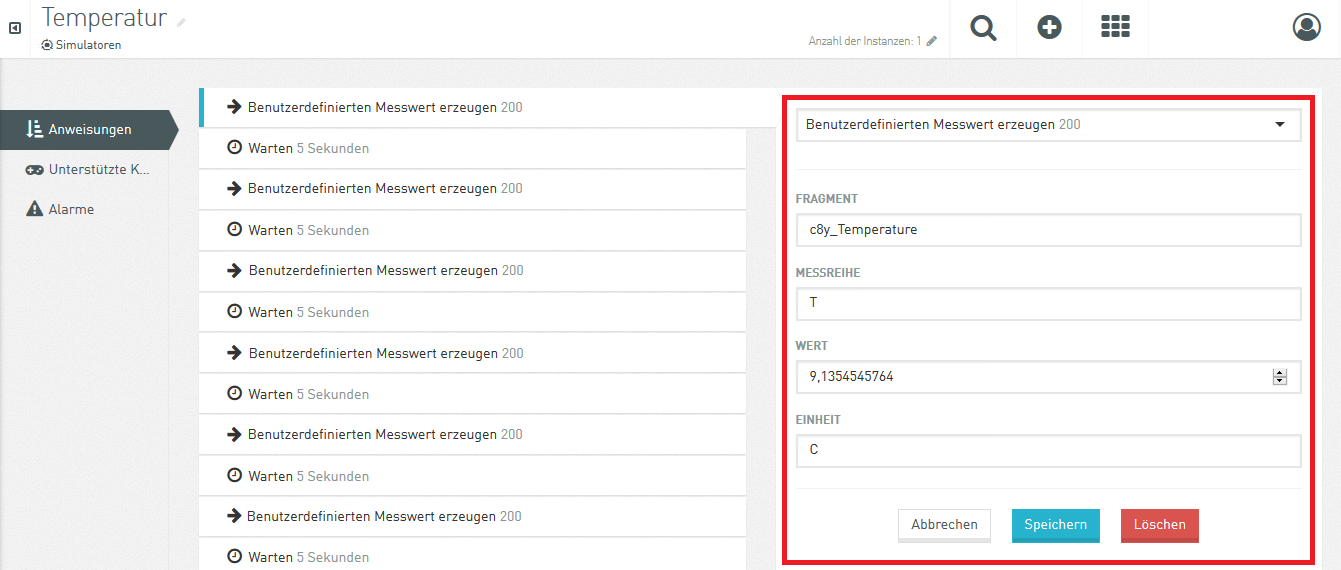 Temperatur
Simulatoren
Anzahl der Instanzen: 1
Anweisungen
Unterstützte K...
Alarme
Benutzerdefinierten Messwert erzeugen 200
Warten 5 Sekunden
Benutzerdefinierten Messwert erzeugen 200
Warten 5 Sekunden
Benutzerdefinierten Messwert erzeugen 200
Warten 5 Sekunden
Benutzerdefinierten Messwert erzeugen 200
Warten 5 Sekunden
Benutzerdefinierten Messwert erzeugen 200
Warten 5 Sekunden
Benutzerdefinierten Messwert erzeugen 200
Warten 5 Sekunden
Benutzerdefinierten Messwert erzeugen 200
FRAGMENT
c8y_Temperature
MESSREIHE
T
WERT
9,1354545764
EINHEIT
C
Abbrechen Speichern Löschen